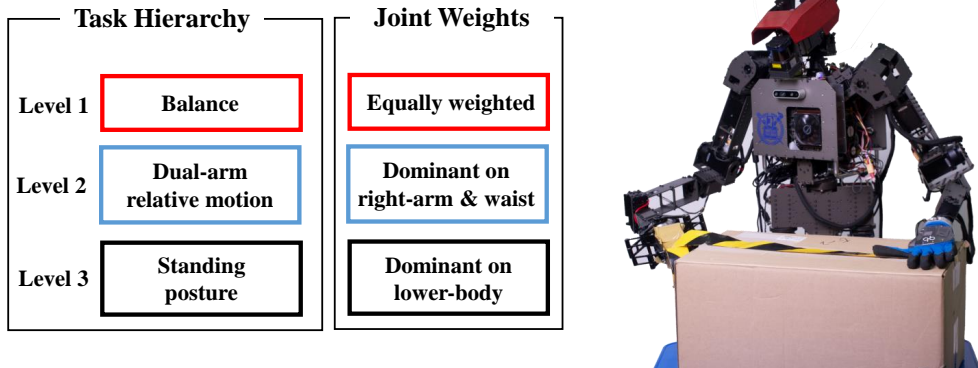 Task Hierarchy
Joint Weights
Level 1
Balance
Equally weighted
Level 2
Dual-arm
relative motion
Dominant on
right-arm & waist
Level 3
Standing
posture
Dominant on
lower-body